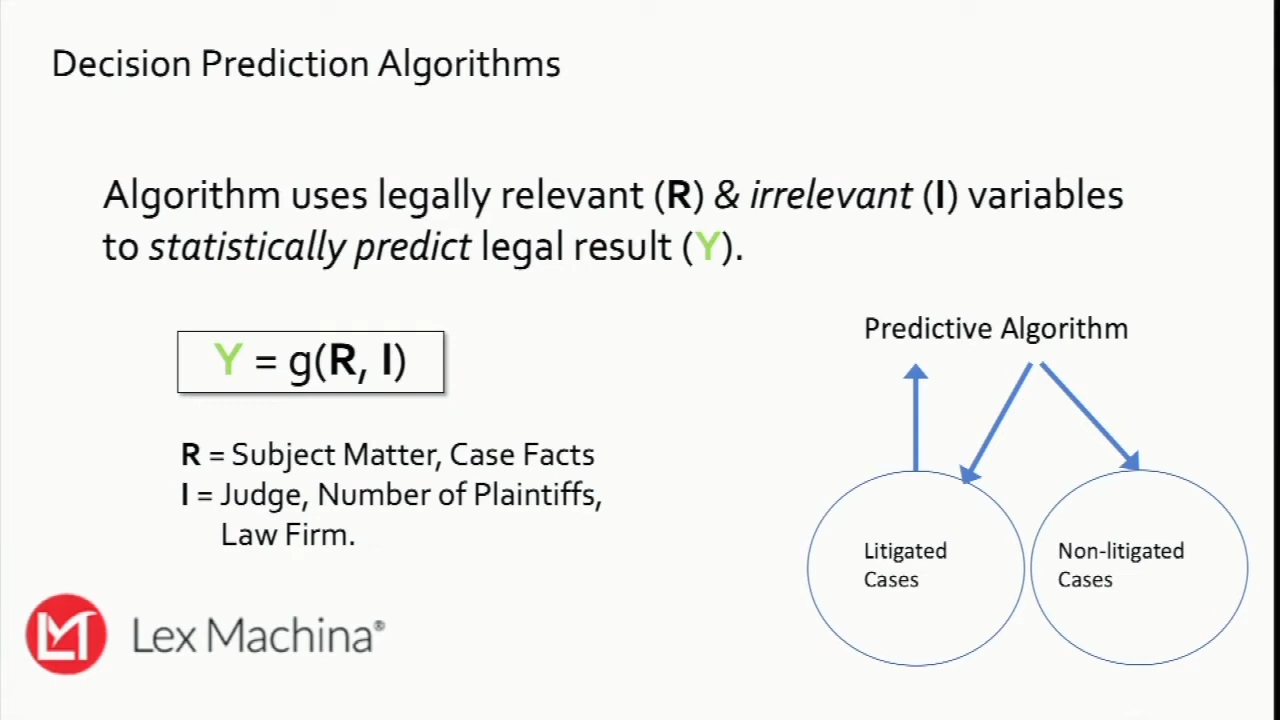 Decision Prediction Algorithms
Algorithm uses legally relevant (R) & irrelevant (I) variables
to statistically predict legal result (Y).
Y = g(R, I)
R = Subject Matter, Case Facts
I = Judge, Number of Plaintiffs,
Law Firm.
Predictive Algorithm
Litigated
Cases
Non-litigated
Cases
LM
Lex Machina®